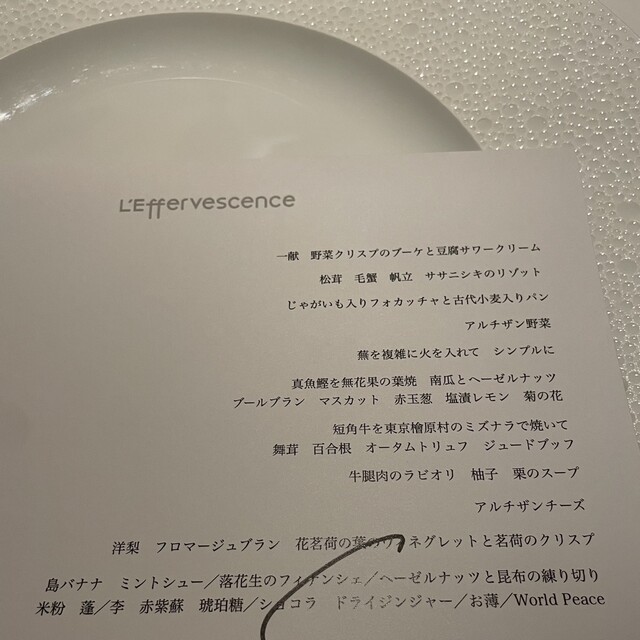 L'Effervescence
一献　野菜クリスプのブーケと豆腐サワークリーム
松茸　毛蟹　帆立　ササニシキのリゾット
じゃがいも入りフォカッチャと古代小麦入りパン
アルチザン野菜
蕪を複雑に火を入れて　シンプルに
真魚鰹を無花果の葉焼　南瓜とヘーゼルナッツ
ブールブラン　マスカット　赤玉葱　塩漬レモン　菊の花
短角牛を東京檜原村のミズナラで焼いて
舞茸　百合根　オータムトリュフ　ジュードブッフ
牛腿肉のラビオリ　柚子　栗のスープ
アルチザンチーズ
洋梨　フロマージュブラン　花茗荷の葉のヴィネグレットと茗荷のクリスプ
島バナナ　ミントシュー／落花生のフィナンシェ／ヘーゼルナッツと昆布の練り切り
米粉　蓬／李　赤紫蘇　琥珀糖／ショコラ　ドライジンジャー／お薄／World Peace